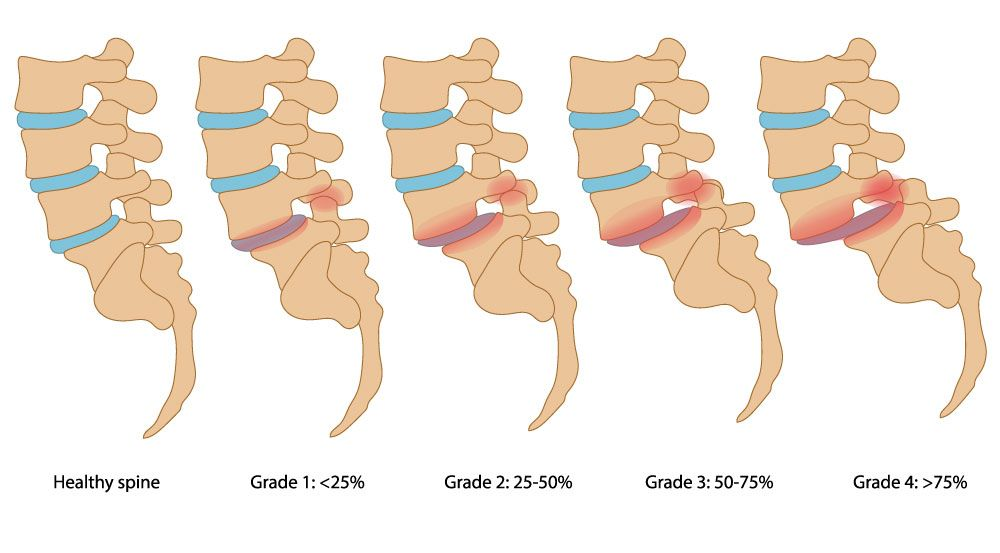 Healthy spine
Grade 1: <25%
Grade 2: 25-50%
Grade 3: 50-75%
Grade 4: >75%